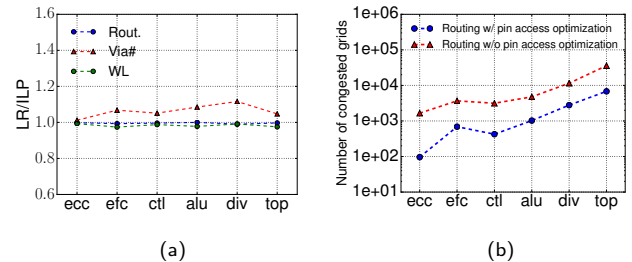 1.6
1.4
1.2
1.0
0.8
0.6
LR/ILP
Rout.
Via#
WL
ecc efc ctl alu div top
(a)
1e+06
1e+05
1e+04
1e+03
1e+02
1e+01
Number of congested grids
Routing w/ pin access optimization
Routing w/o pin access optimization
ecc efc ctl alu div top
(b)